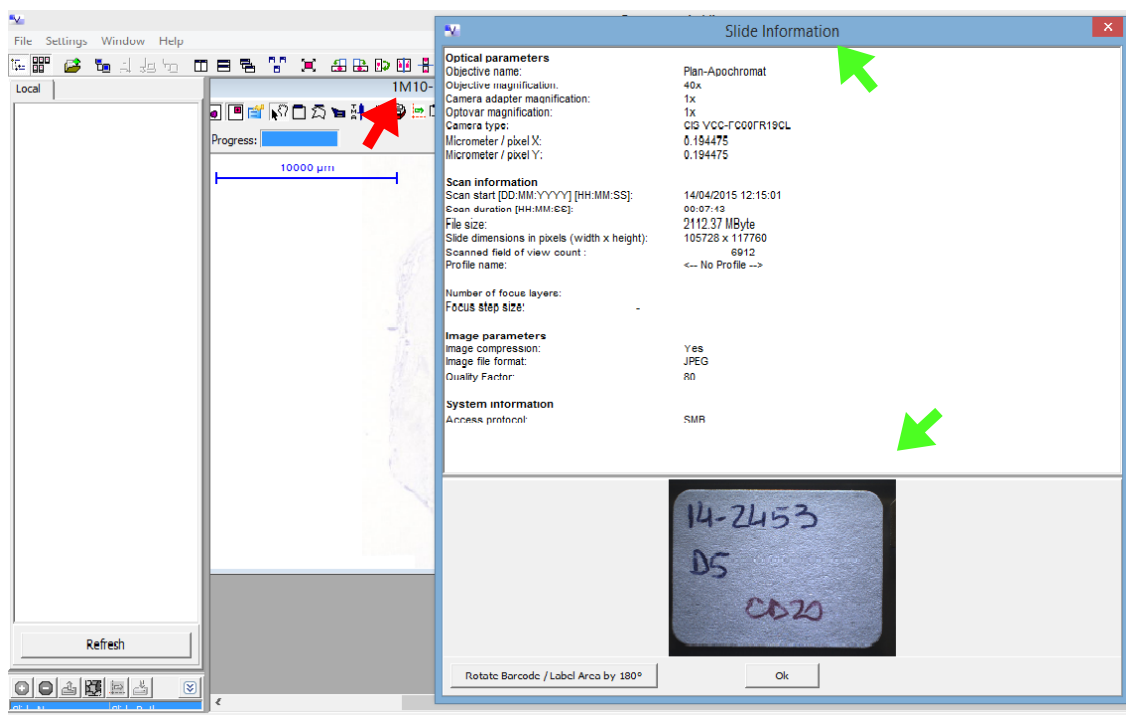 Slide Information
File Settings Window Help
Local
1M10-
Progress:
10000 µm
Optical parameters
Objective name: Plan-Apochromat
Objective magnification: 40x
Camera adapter magnification: 1x
Optovar magnification: 1x
Camera type:
Micrometer / pixel X: 0.194475
Micrometer / pixel Y: 0.194475
Scan information
Scan start [DD:MM:YYYY] [HH:MM:SS]: 14/04/2015 12:15:01
Scan duration [HH:MM:SS]: 00:07:43
File size: 2112.37 MByte
Slide dimensions in pixels (width x height): 105728 x 117760
Scanned field of view count : 6912
Profile name: <-- No Profile -->
Number of focus layers:
Focus step size: -
Image parameters
Image compression: Yes
Image file format: JPEG
Quality Factor: 80
System information
Access protocol: SMB
14-2453
D5
CD20
Refresh
Rotate Barcode / Label Area by 180°
Ok